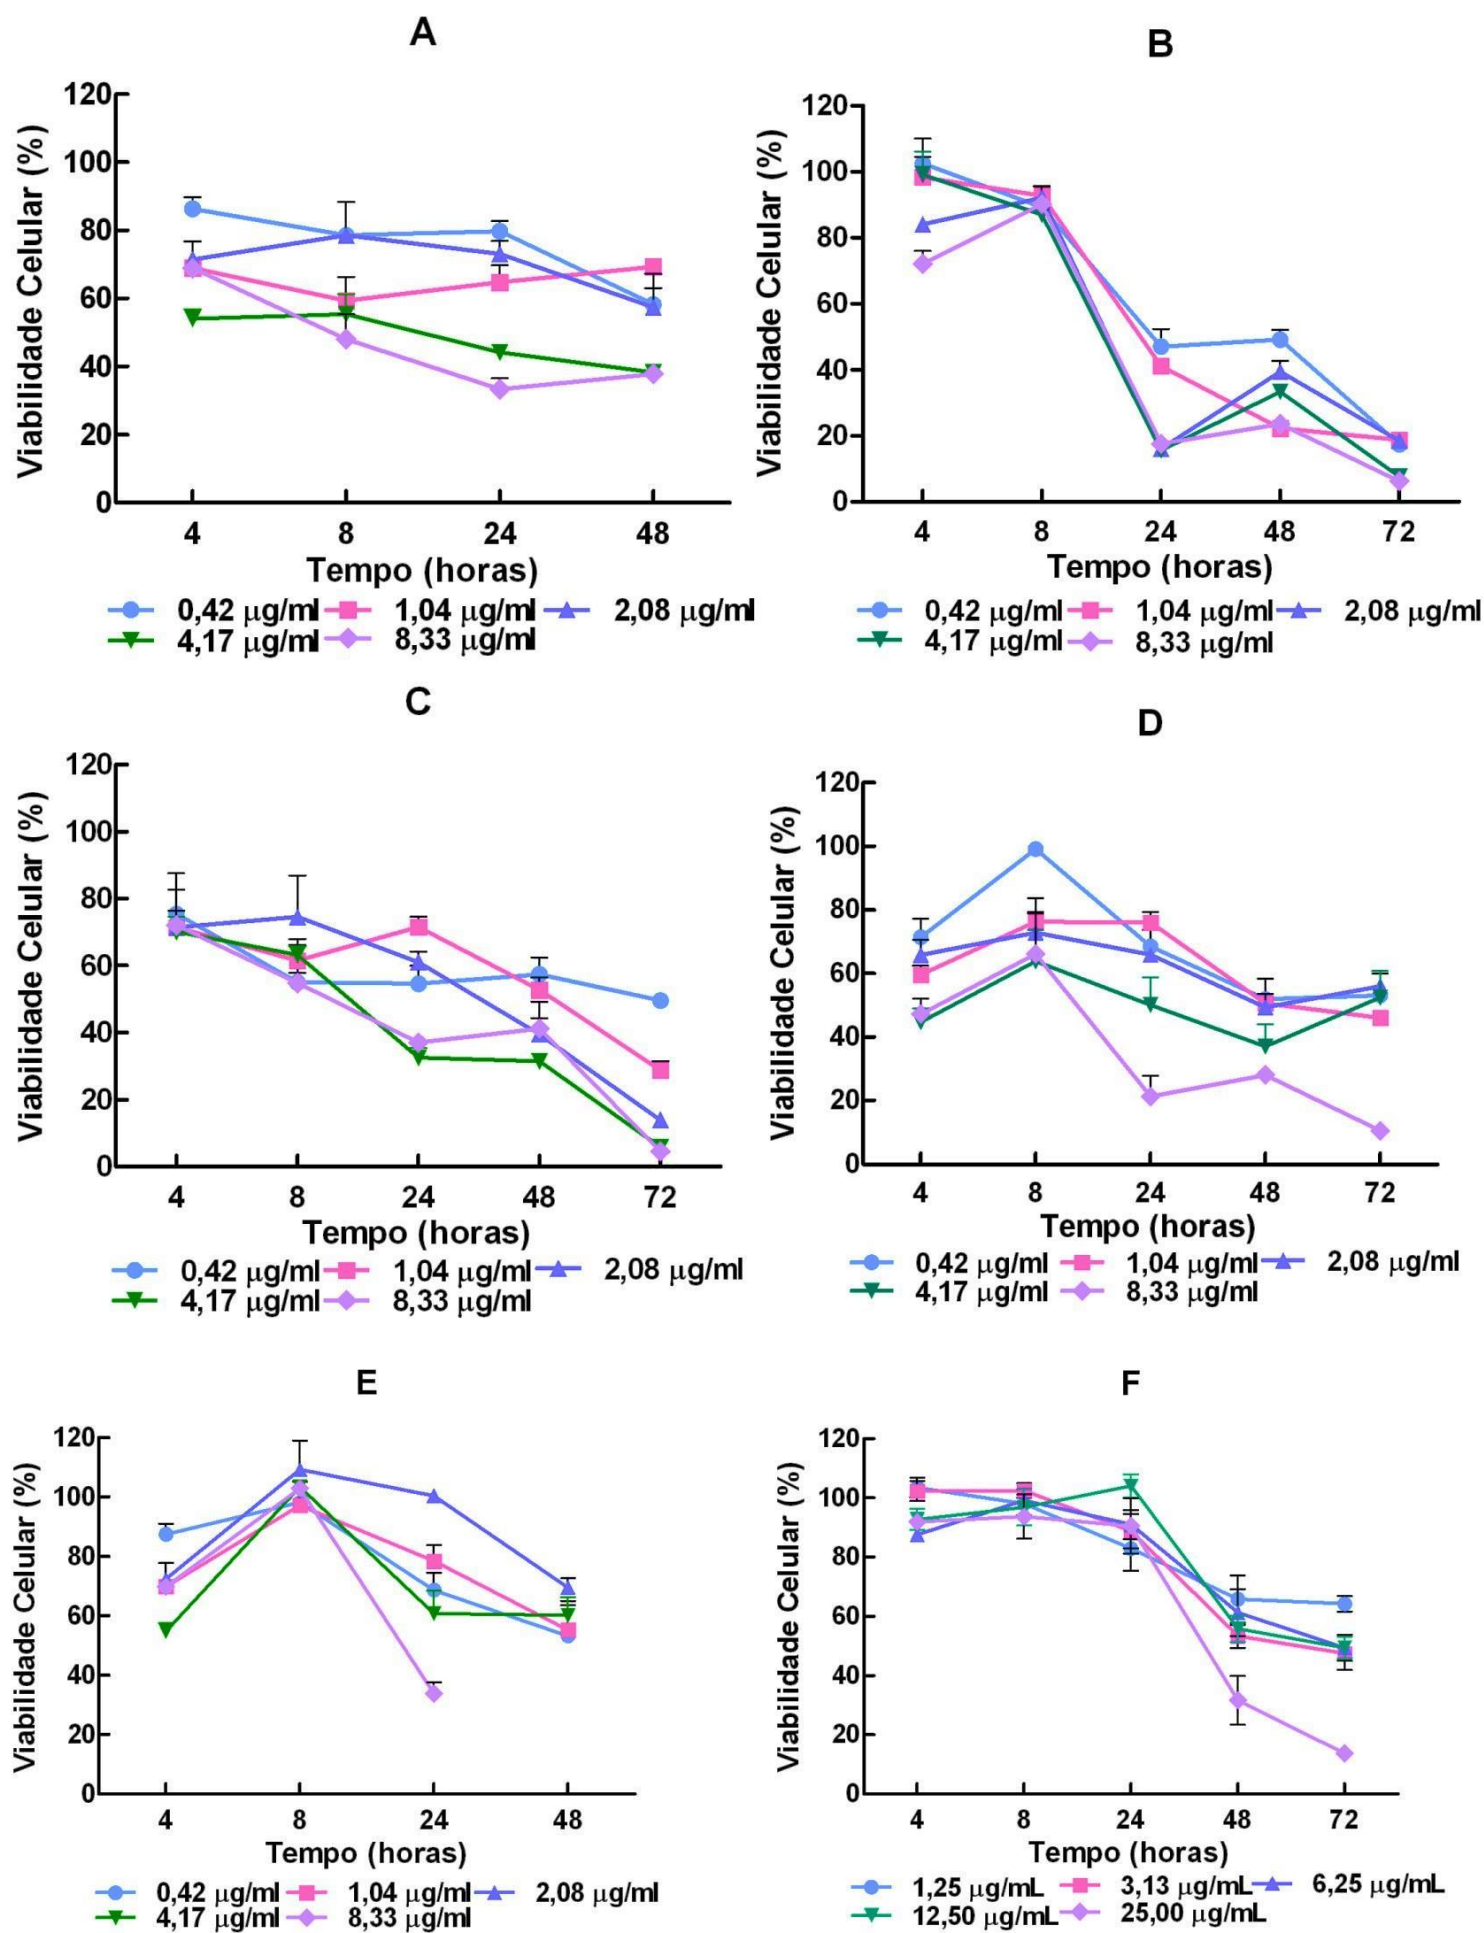 A
Viabilidade Celular (%)
120
100
80
60
40
20
0
4 8 24 48
Tempo (horas)
0,42 μg/ml 1,04 μg/ml 2,08 μg/ml
4,17 μg/ml 8,33 μg/ml
B
Viabilidade Celular (%)
120
100
80
60
40
20
0
4 8 24 48 72
Tempo (horas)
0,42 μg/ml 1,04 μg/ml 2,08 μg/ml
4,17 μg/ml 8,33 μg/ml
C
Viabilidade Celular (%)
120
100
80
60
40
20
0
4 8 24 48 72
Tempo (horas)
0,42 μg/ml 1,04 μg/ml 2,08 μg/ml
4,17 μg/ml 8,33 μg/ml
D
Viabilidade Celular (%)
120
100
80
60
40
20
0
4 8 24 48 72
Tempo (horas)
0,42 μg/ml 1,04 μg/ml 2,08 μg/ml
4,17 μg/ml 8,33 μg/ml
E
Viabilidade Celular (%)
120
100
80
60
40
20
0
4 8 24 48
Tempo (horas)
0,42 μg/ml 1,04 μg/ml 2,08 μg/ml
4,17 μg/ml 8,33 μg/ml
F
Viabilidade Celular (%)
120
100
80
60
40
20
0
4 8 24 48 72
Tempo (horas)
1,25 μg/mL 3,13 μg/mL 6,25 μg/mL
12,50 μg/mL 25,00 μg/mL